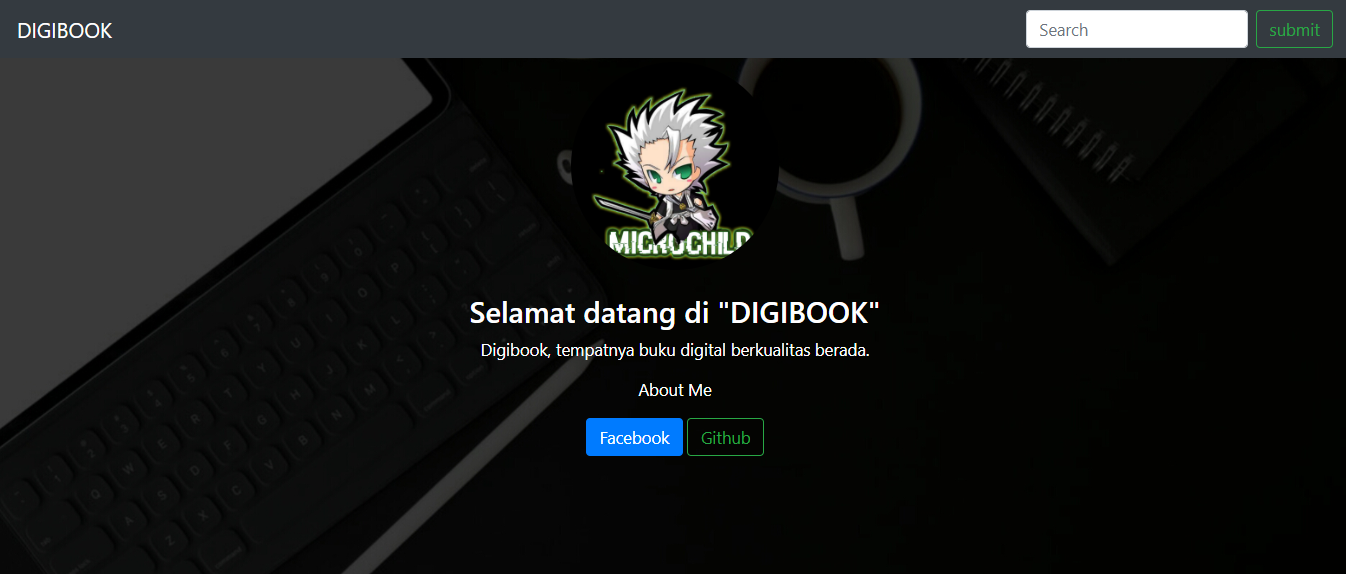 DIGIBOOK
Search
submit
MICROCHILD
Selamat datang di "DIGIBOOK"
Digibook, tempatnya buku digital berkualitas berada.
About Me
Facebook
Github